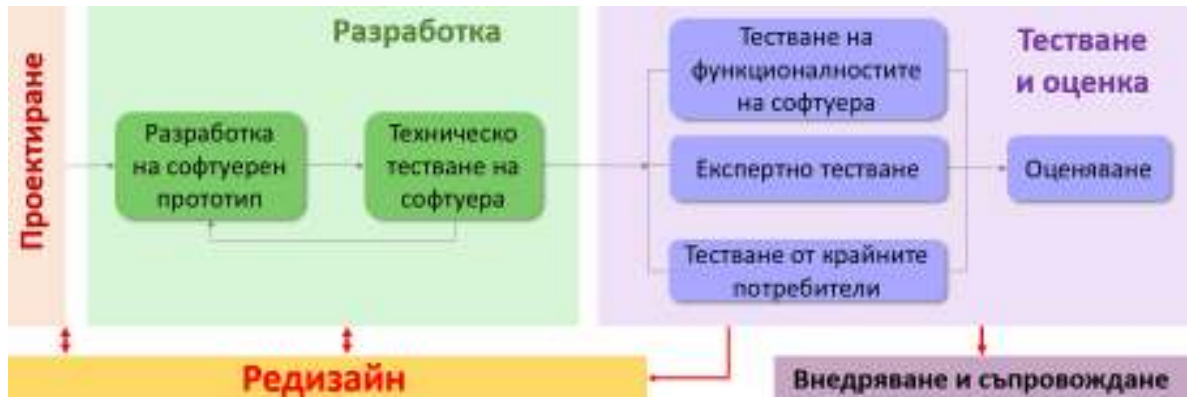 Проектиране
Разработка
Разработка
на софтуерен
прототип
Техническо
тестване на
софтуера
Тестване на
функционалностите
на софтуера
Експертно тестване
Тестване от крайните
потребители
Тестване
и оценка
Оценяване
Редизайн
Внедряване и съпровождане